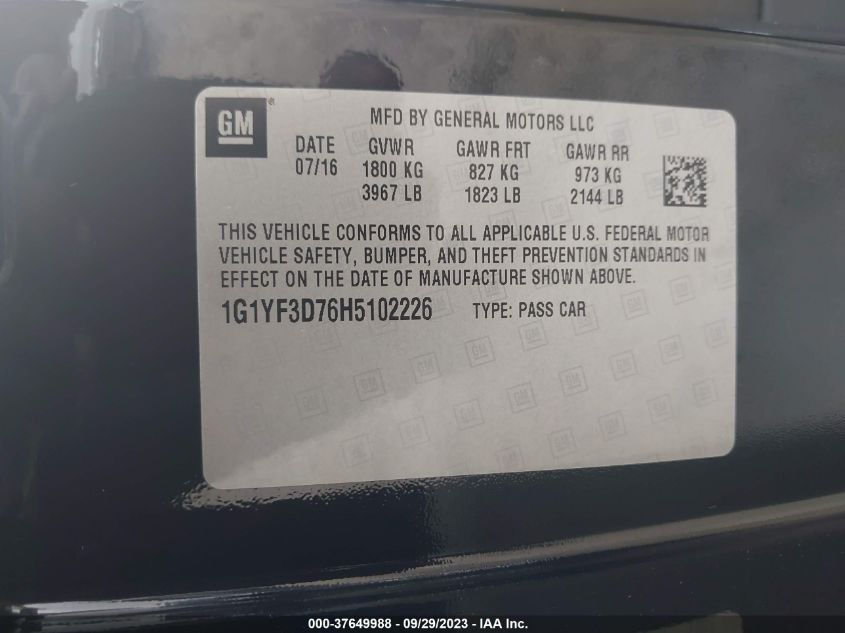 GM ®
MFD BY GENERAL MOTORS LLC
DATE GVWR GAWR FRT GAWR RR
07/16 1800 KG 827 KG 973 KG
3967 LB 1823 LB 2144 LB
THIS VEHICLE CONFORMS TO ALL APPLICABLE U.S. FEDERAL MOTOR
VEHICLE SAFETY, BUMPER, AND THEFT PREVENTION STANDARDS IN
EFFECT ON THE DATE OF MANUFACTURE SHOWN ABOVE.
1G1YF3D76H5102226 TYPE: PASS CAR
000-37649988 - 09/29/2023 - IAA Inc.